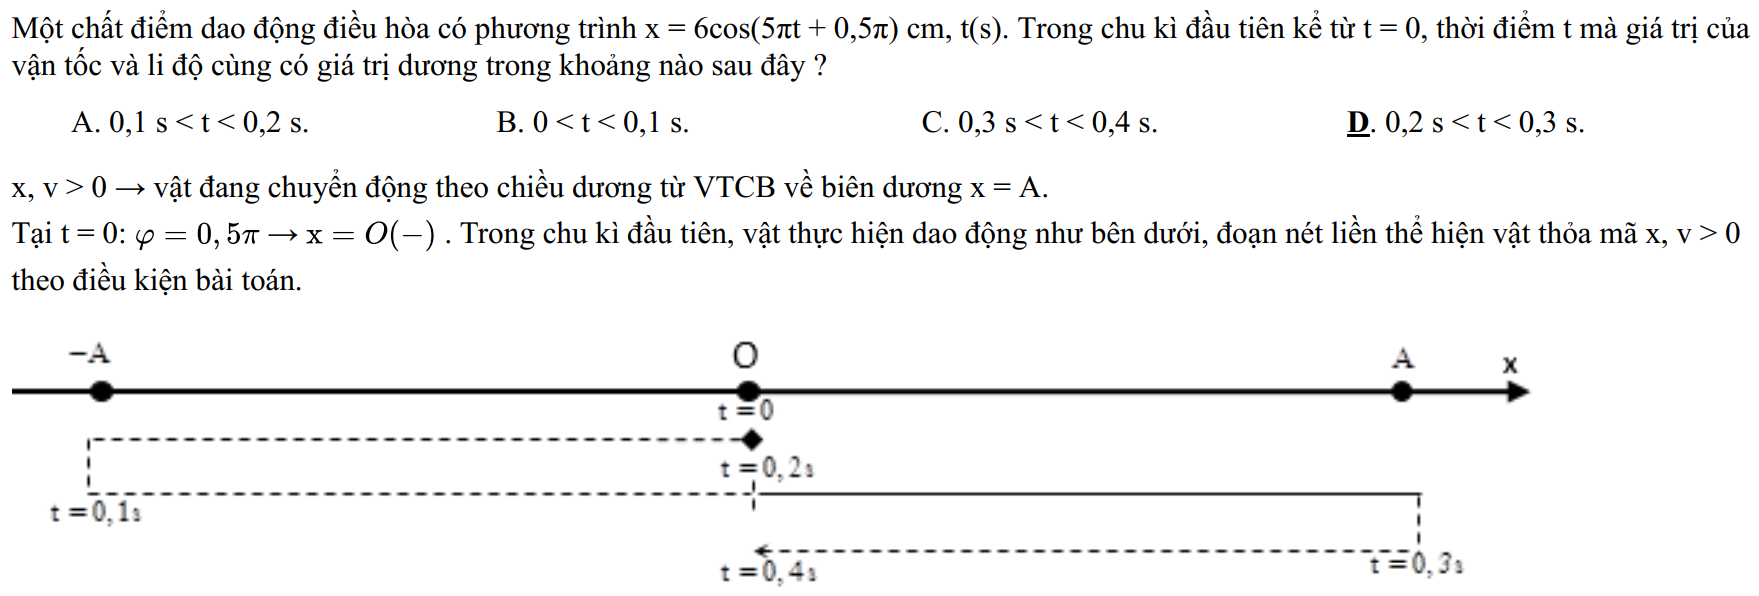 Một chất điểm dao động điều hòa có phương trình x = 6cos(5πt + 0,5π) cm, t(s). Trong chu kì đầu tiên kể từ t = 0, thời điểm t mà giá trị của
vận tốc và li độ cùng có giá trị dương trong khoảng nào sau đây ?
A. 0,1 s < t < 0,2 s. B. 0 < t < 0,1 s. C. 0,3 s < t < 0,4 s. D. 0,2 s < t < 0,3 s.
x, v > 0 → vật đang chuyển động theo chiều dương từ VTCB về biên dương x = A.
Tại t = 0: φ = 0, 5π → x = O(−) . Trong chu kì đầu tiên, vật thực hiện dao động như bên dưới, đoạn nét liền thể hiện vật thỏa mã x, v > 0
theo điều kiện bài toán.
−A O A x
t = 0
t = 0, 2s
t = 0, 1s
t = 0, 4s t = 0, 3s